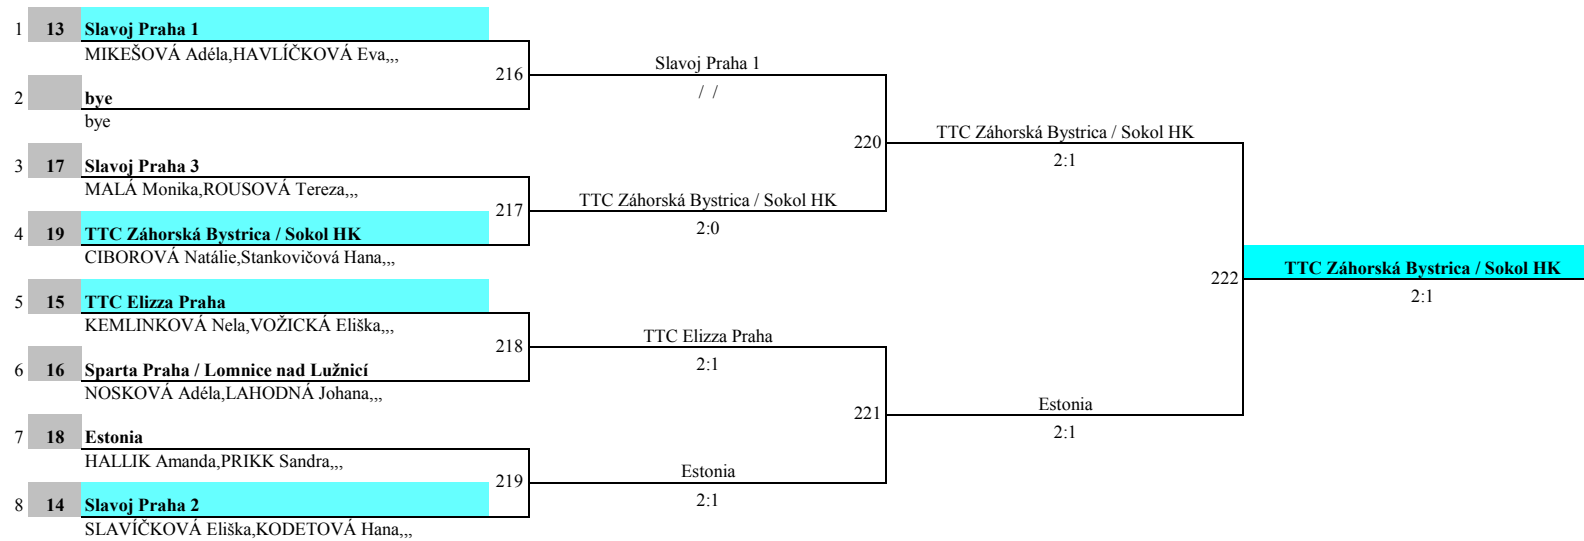 1 13 Slavoj Praha 1
MIKEŠOVÁ Adéla,HAVLÍČKOVÁ Eva,,,
216
Slavoj Praha 1
/ /
2 bye
bye
220
TTC Záhorská Bystrica / Sokol HK
2:1
3 17 Slavoj Praha 3
MALÁ Monika,ROUSOVÁ Tereza,,,
217
TTC Záhorská Bystrica / Sokol HK
2:0
4 19 TTC Záhorská Bystrica / Sokol HK
CIBOROVÁ Natálie,Stankovičová Hana,,,
222
TTC Záhorská Bystrica / Sokol HK
2:1
5 15 TTC Elizza Praha
KEMLINKOVÁ Nela,VOŽICKÁ Eliška,,,
218
TTC Elizza Praha
2:1
6 16 Sparta Praha / Lomnice nad Lužnicí
NOSKOVÁ Adéla,LAHODNÁ Johana,,,
221
Estonia
2:1
7 18 Estonia
HALLIK Amanda,PRIKK Sandra,,,
219
Estonia
2:1
8 14 Slavoj Praha 2
SLAVÍČKOVÁ Eliška,KODETOVÁ Hana,,,